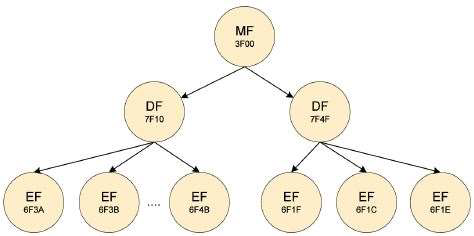 MF
3F00
DF
7F10
DF
7F4F
EF
6F3A
EF
6F3B
....
EF
6F4B
EF
6F1F
EF
6F1C
EF
6F1E